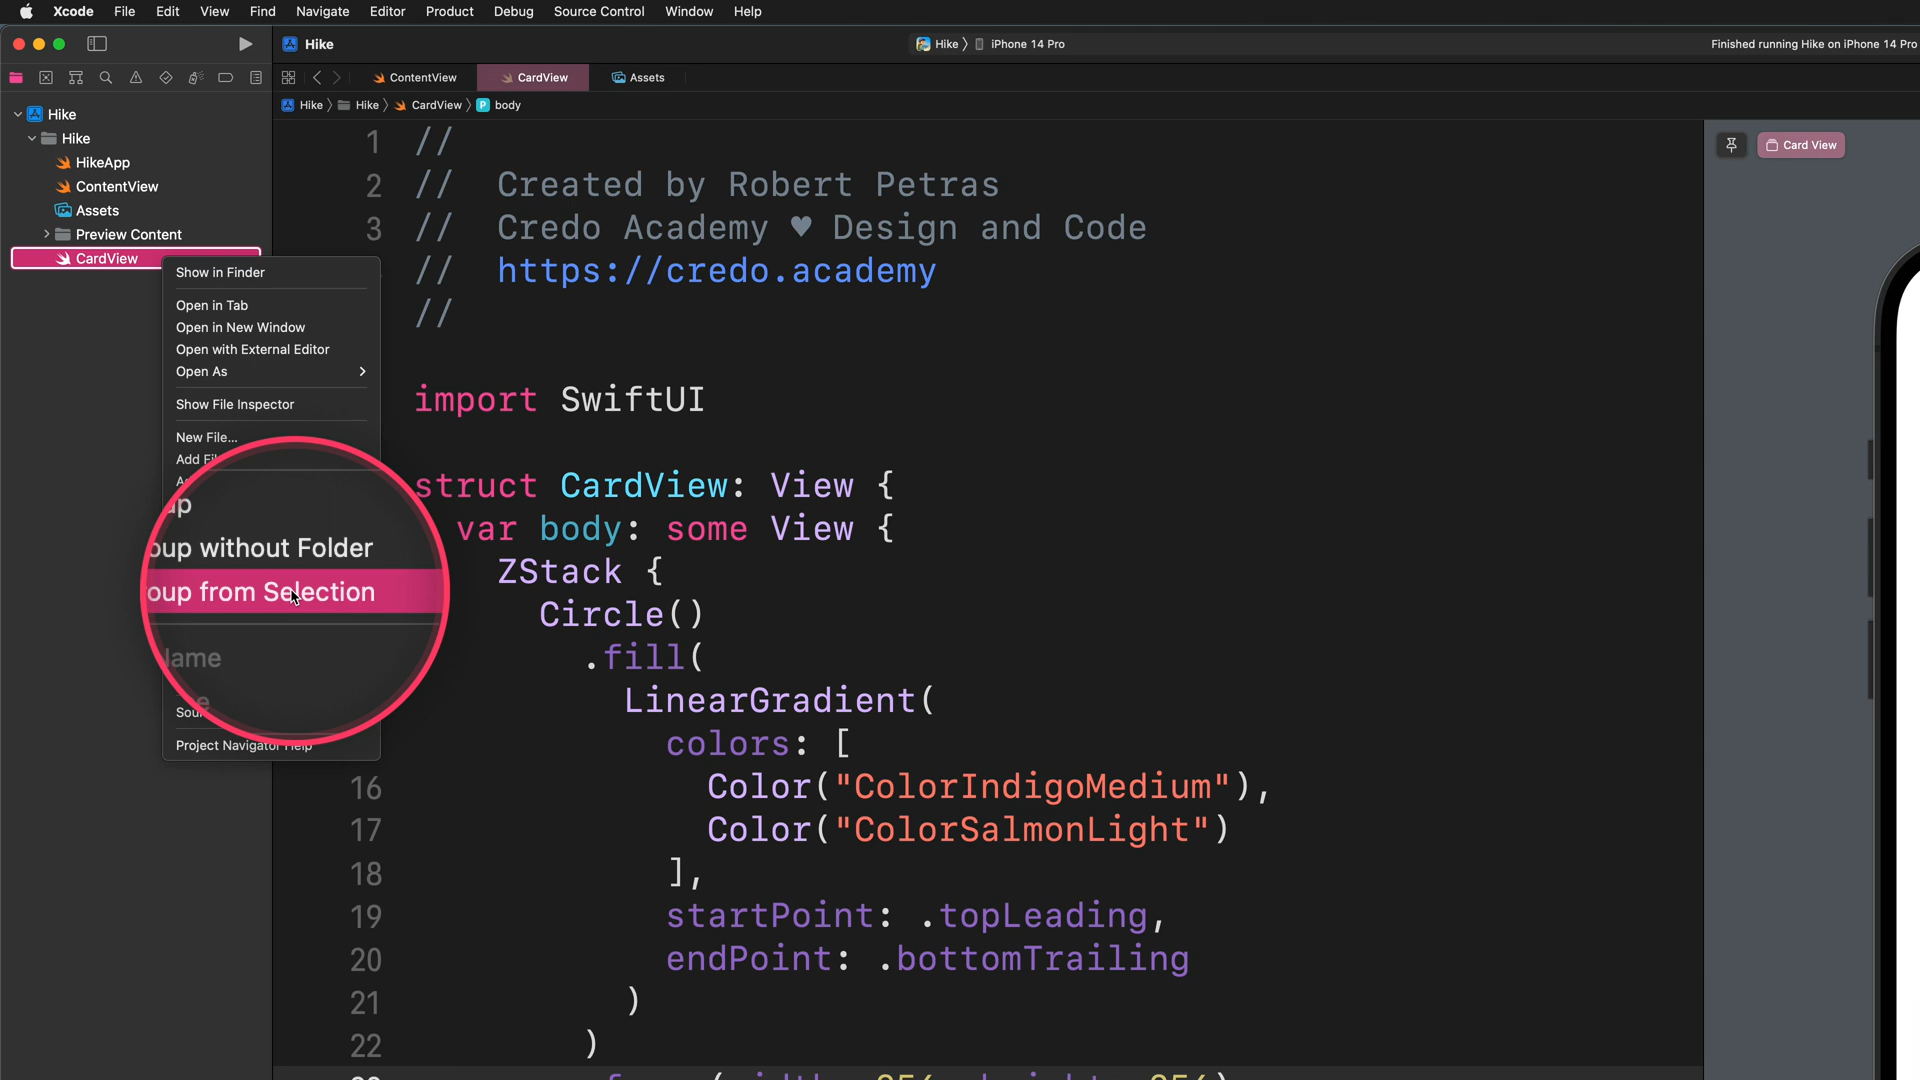 Xcode File Edit View Find Navigate Editor Product Debug Source Control Window Help
Hike
Hike 〉 iPhone 14 Pro
Finished running Hike on iPhone 14 Pro
ContentView
CardView
Assets
Hike 〉 Hike 〉 CardView 〉 P body
Hike
Hike
HikeApp
ContentView
Assets
Preview Content
CardView
Show in Finder
Open in Tab
Open in New Window
Open with External Editor
Open As
Show File Inspector
New File...
Add Fil
up
oup without Folder
oup from Selection
lame
e
Sour
Project Navigator Help
1 //
2 // Created by Robert Petras
3 // Credo Academy ♥ Design and Code
// https://credo.academy
//
import SwiftUI
struct CardView: View {
var body: some View {
ZStack {
Circle()
.fill(
LinearGradient(
colors: [
16 Color("ColorIndigoMedium"),
17 Color("ColorSalmonLight")
18 ],
19 startPoint: .topLeading,
20 endPoint: .bottomTrailing
21 )
22 )
Card View